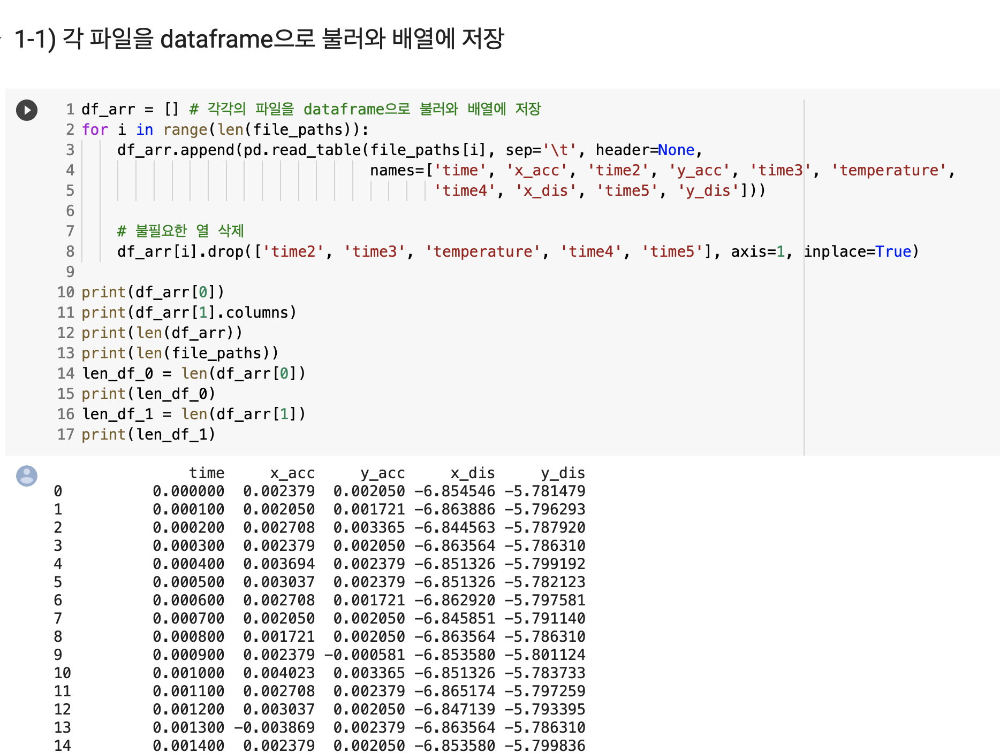 1-1) 각 파일을 dataframe으로 불러와 배열에 저장
1 df_arr = [] # 각각의 파일을 dataframe으로 불러와 배열에 저장
2 for i in range(len(file_paths)):
3     df_arr.append(pd.read_table(file_paths[i], sep='\t', header=None,
4                                 names=['time', 'x_acc', 'time2', 'y_acc', 'time3', 'temperature',
5                                        'time4', 'x_dis', 'time5', 'y_dis']))
6
7     # 불필요한 열 삭제
8     df_arr[i].drop(['time2', 'time3', 'temperature', 'time4', 'time5'], axis=1, inplace=True)
9
10 print(df_arr[0])
11 print(df_arr[1].columns)
12 print(len(df_arr))
13 print(len(file_paths))
14 len_df_0 = len(df_arr[0])
15 print(len_df_0)
16 len_df_1 = len(df_arr[1])
17 print(len_df_1)
time x_acc y_acc x_dis y_dis
0 0.000000 0.002379 0.002050 -6.854546 -5.781479
1 0.000100 0.002050 0.001721 -6.863886 -5.796293
2 0.000200 0.002708 0.003365 -6.844563 -5.787920
3 0.000300 0.002379 0.002050 -6.863564 -5.786310
4 0.000400 0.003694 0.002379 -6.851326 -5.799192
5 0.000500 0.003037 0.002379 -6.851326 -5.782123
6 0.000600 0.002708 0.001721 -6.862920 -5.797581
7 0.000700 0.002050 0.002050 -6.845851 -5.791140
8 0.000800 0.001721 0.002050 -6.863564 -5.786310
9 0.000900 0.002379 -0.000581 -6.853580 -5.801124
10 0.001000 0.004023 0.003365 -6.851326 -5.783733
11 0.001100 0.002708 0.002379 -6.865174 -5.797259
12 0.001200 0.003037 0.002050 -6.847139 -5.793395
13 0.001300 -0.003869 0.002379 -6.863564 -5.786310
14 0.001400 0.002379 0.002050 -6.853580 -5.799836